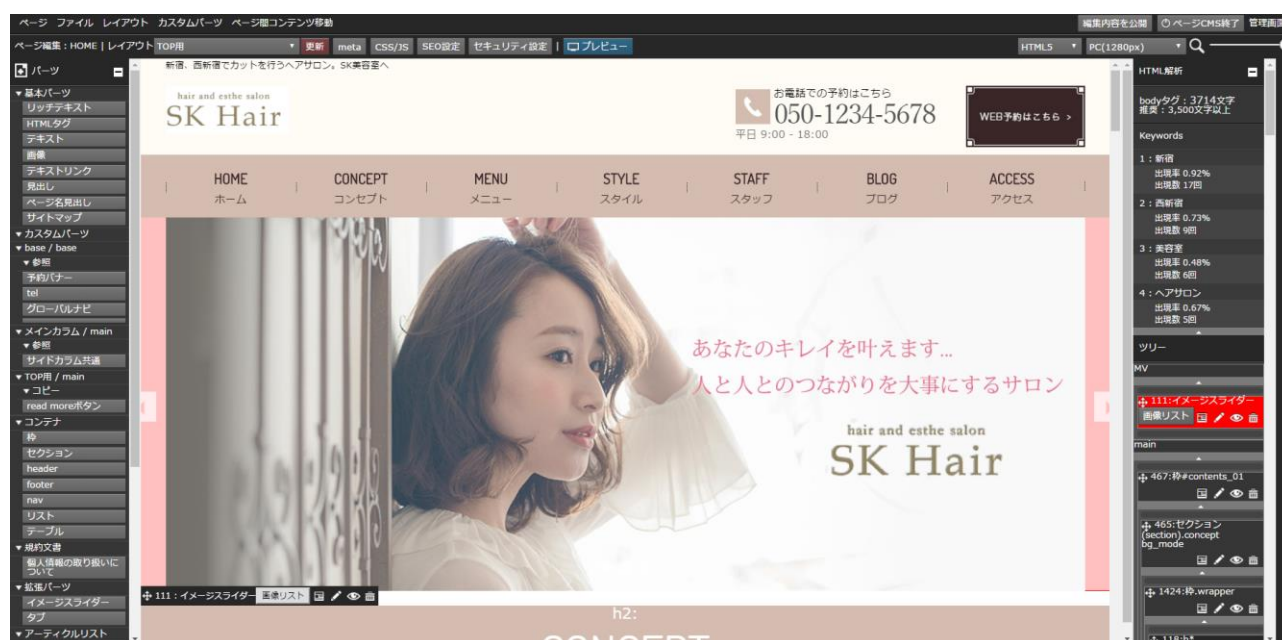 ページ ファイル レイアウト カスタムパーツ ページ間コンテンツ移動
編集内容を公開 ページCMS終了 管理画面
ページ編集：HOME | レイアウト TOP用 更新 meta CSS/JS SEO設定 セキュリティ設定 | プレビュー
HTML5 PC(1280px)
パーツ
▼基本パーツ
リッチテキスト
HTMLタグ
テキスト
画像
テキストリンク
見出し
ページ名見出し
サイトマップ
▼カスタムパーツ
▼base / base
▼参照
予約バナー
tel
グローバルナビ
▼メインカラム / main
▼参照
サイドカラム共通
▼TOP用 / main
▼コピー
read moreボタン
▼コンテナ
枠
セクション
header
footer
nav
リスト
テーブル
▼規約文書
個人情報の取り扱いに
ついて
▼拡張パーツ
イメージスライダー
タブ
▼アーティクルリスト
新宿、西新宿でカットを行うヘアサロン。SK美容室へ
hair and esthe salon
SK Hair
お電話での予約はこちら
050-1234-5678
平日 9:00 - 18:00
WEB予約はこちら >
HOME CONCEPT MENU STYLE STAFF BLOG ACCESS
ホーム コンセプト メニュー スタイル スタッフ ブログ アクセス
あなたのキレイを叶えます...
人と人とのつながりを大事にするサロン
hair and esthe salon
SK Hair
111：イメージスライダー 画像リスト
h2:
CONCEPT
HTML解析
bodyタグ：3714文字
推奨：3,500文字以上
Keywords
1：新宿
出現率 0.92%
出現数 17回
2：西新宿
出現率 0.73%
出現数 9回
3：美容室
出現率 0.48%
出現数 6回
4：ヘアサロン
出現率 0.67%
出現数 5回
ツリー
MV
111:イメージスライダー
画像リスト
main
467:枠#contents_01
465:セクション
(section).concept
bg_mode
1424:枠.wrapper
118:h*